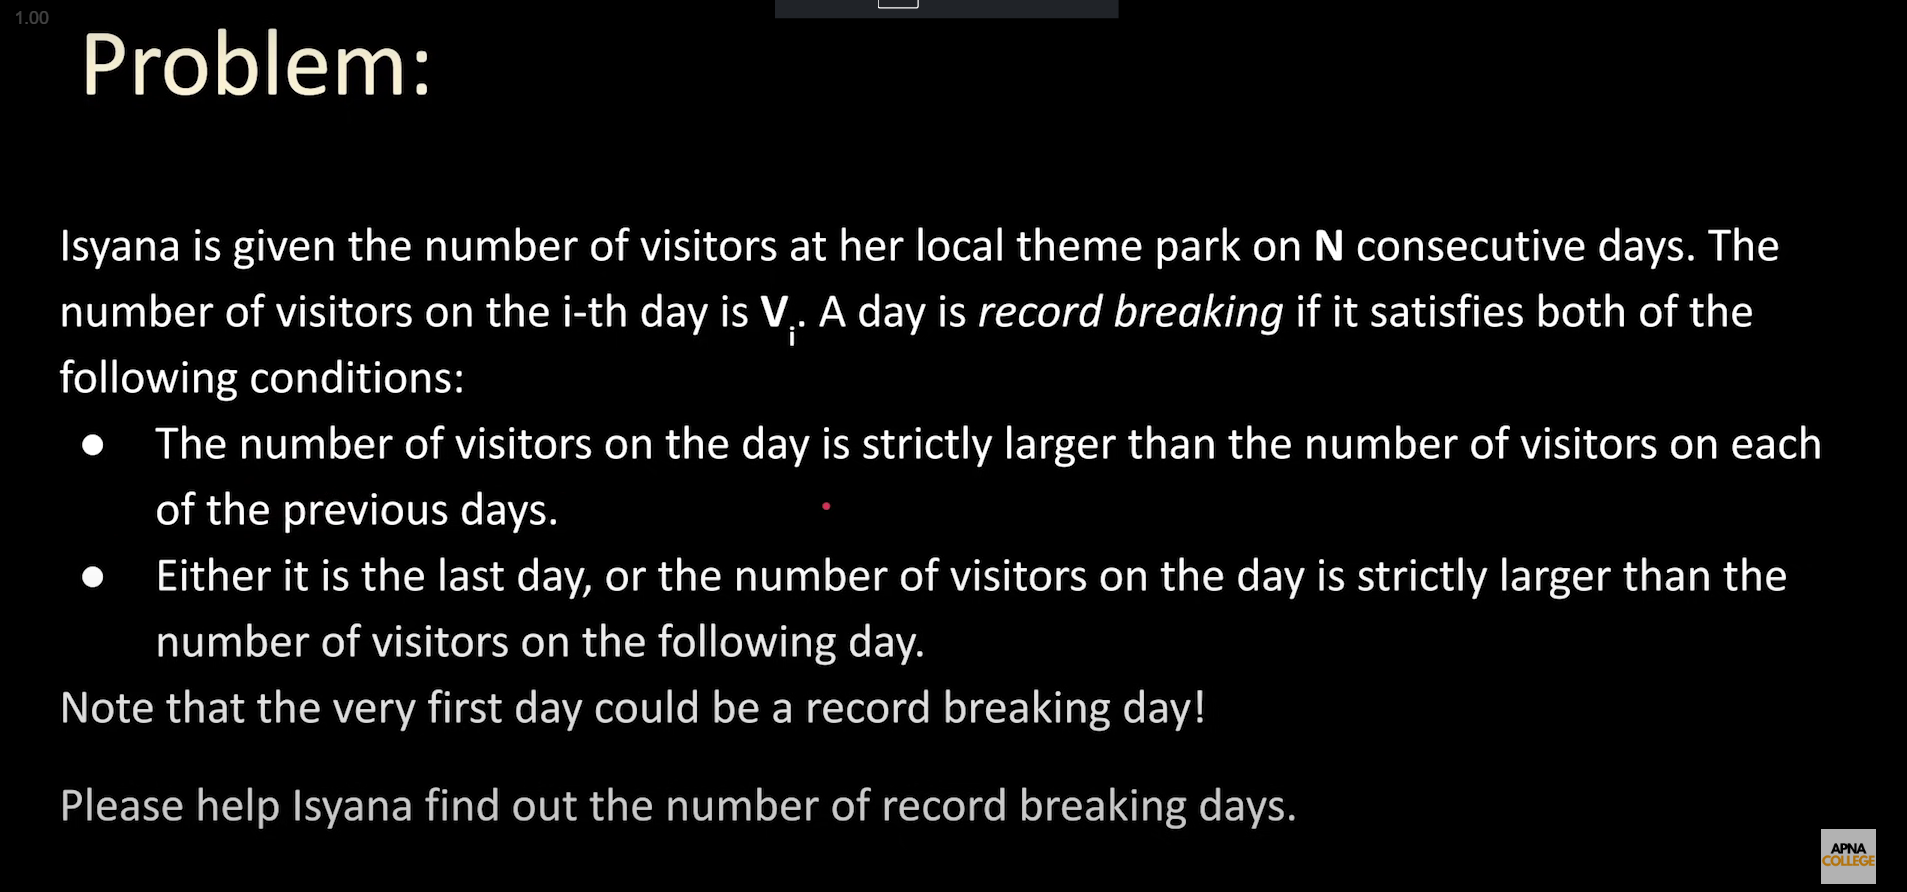 1.00
Problem:
Isyana is given the number of visitors at her local theme park on N consecutive days. The
number of visitors on the i-th day is Vi. A day is record breaking if it satisfies both of the
following conditions:
● The number of visitors on the day is strictly larger than the number of visitors on each
of the previous days.
● Either it is the last day, or the number of visitors on the day is strictly larger than the
number of visitors on the following day.
Note that the very first day could be a record breaking day!
Please help Isyana find out the number of record breaking days.
APNA
COLLEGE